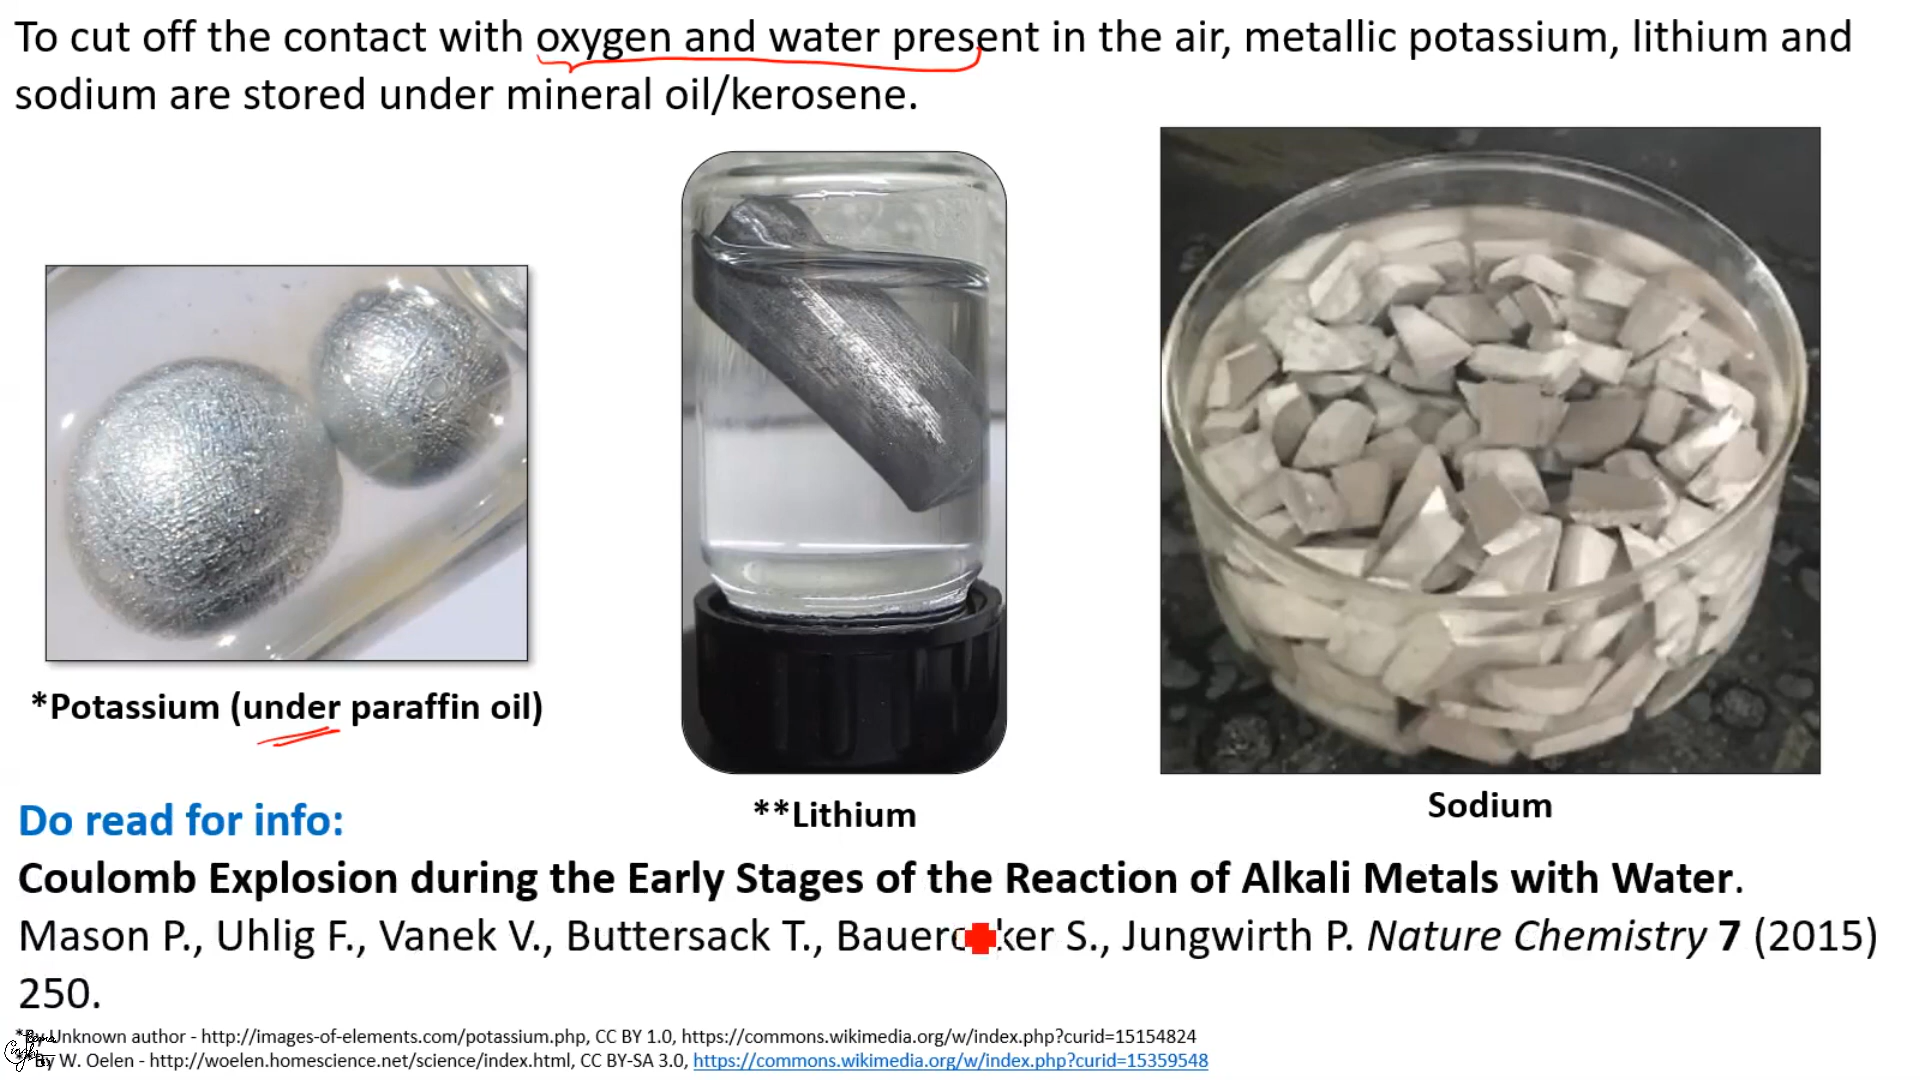 To cut off the contact with oxygen and water present in the air, metallic potassium, lithium and
sodium are stored under mineral oil/kerosene.
*Potassium (under paraffin oil)
**Lithium
Sodium
Do read for info:
Coulomb Explosion during the Early Stages of the Reaction of Alkali Metals with Water.
Mason P., Uhlig F., Vanek V., Buttersack T., S., Jungwirth P. Nature Chemistry 7 (2015)
250.
Unknown author - http://images-of-elements.com/potassium.php, CC BY 1.0, https://commons.wikimedia.org/w/index.php?curid=15154824
By W. Oelen - http://woelen.homescience.net/science/index.html, CC BY-SA 3.0, https://commons.wikimedia.org/w/index.php?curid=15359548